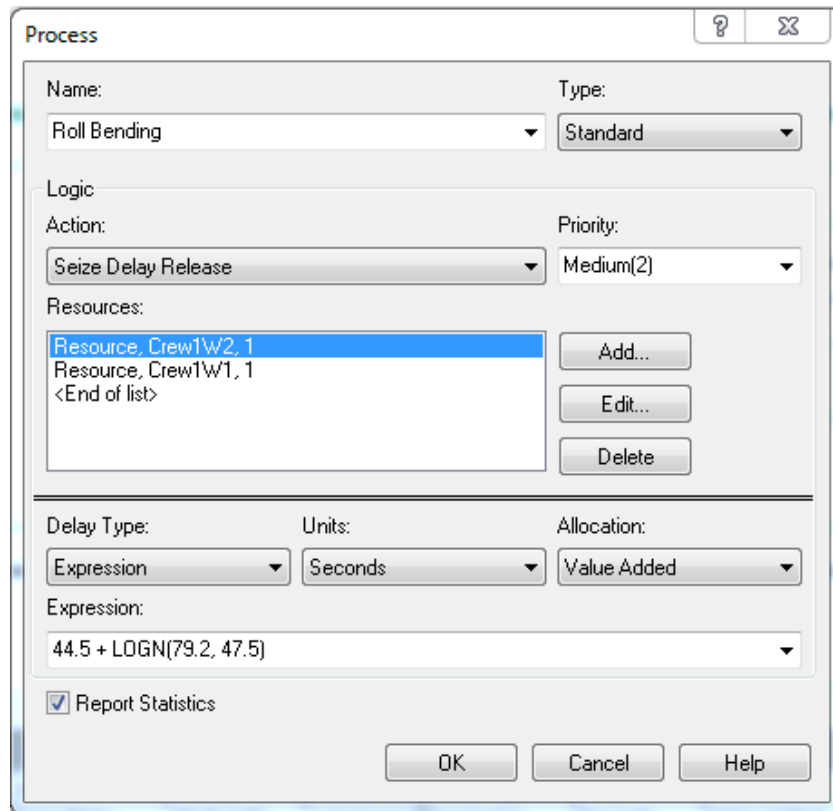 Process
Name:
Type:
Roll Bending
Standard
Logic
Action:
Priority:
Seize Delay Release
Medium(2)
Resources:
Resource, Crew1W2, 1
Resource, Crew1W1, 1
<End of list>
Add...
Edit...
Delete
Delay Type:
Units:
Allocation:
Expression
Seconds
Value Added
Expression:
44.5 + LOGN(79.2, 47.5)
Report Statistics
OK
Cancel
Help